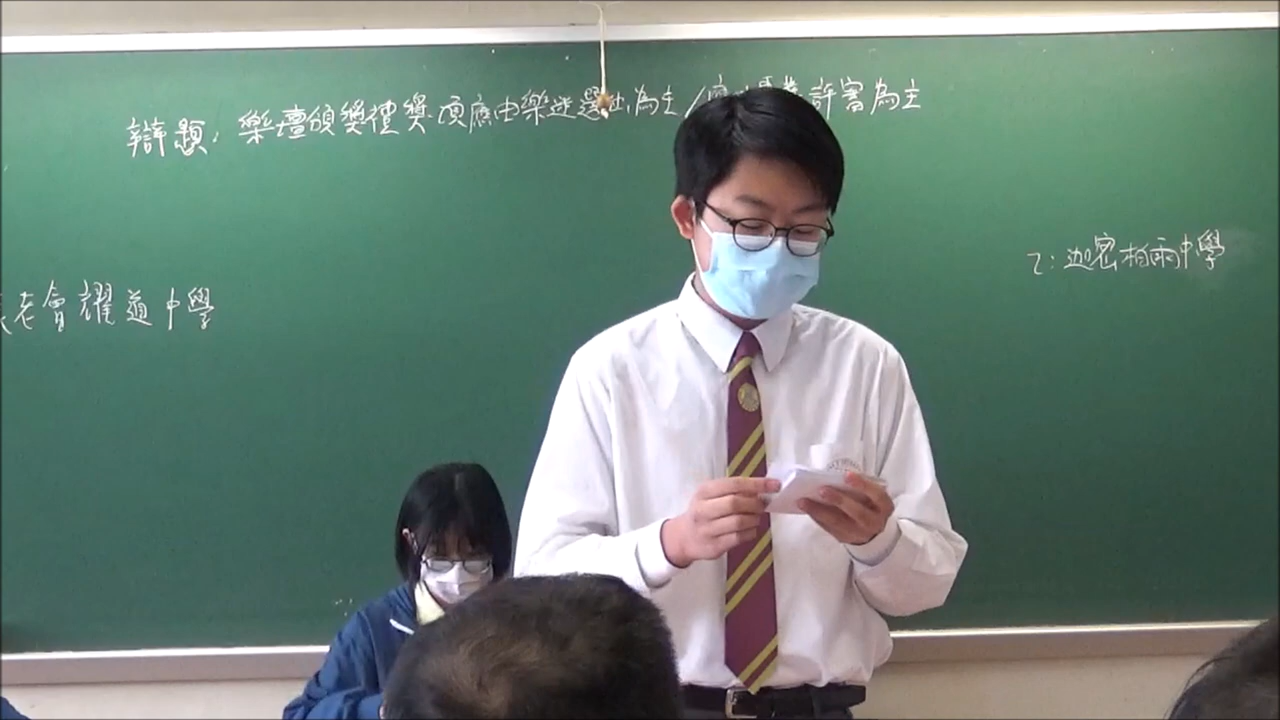 辯題：樂壇頒獎禮獎項應由樂迷選出為主/應 評審為主
乙：迦密柏雨中學
老會耀道中學